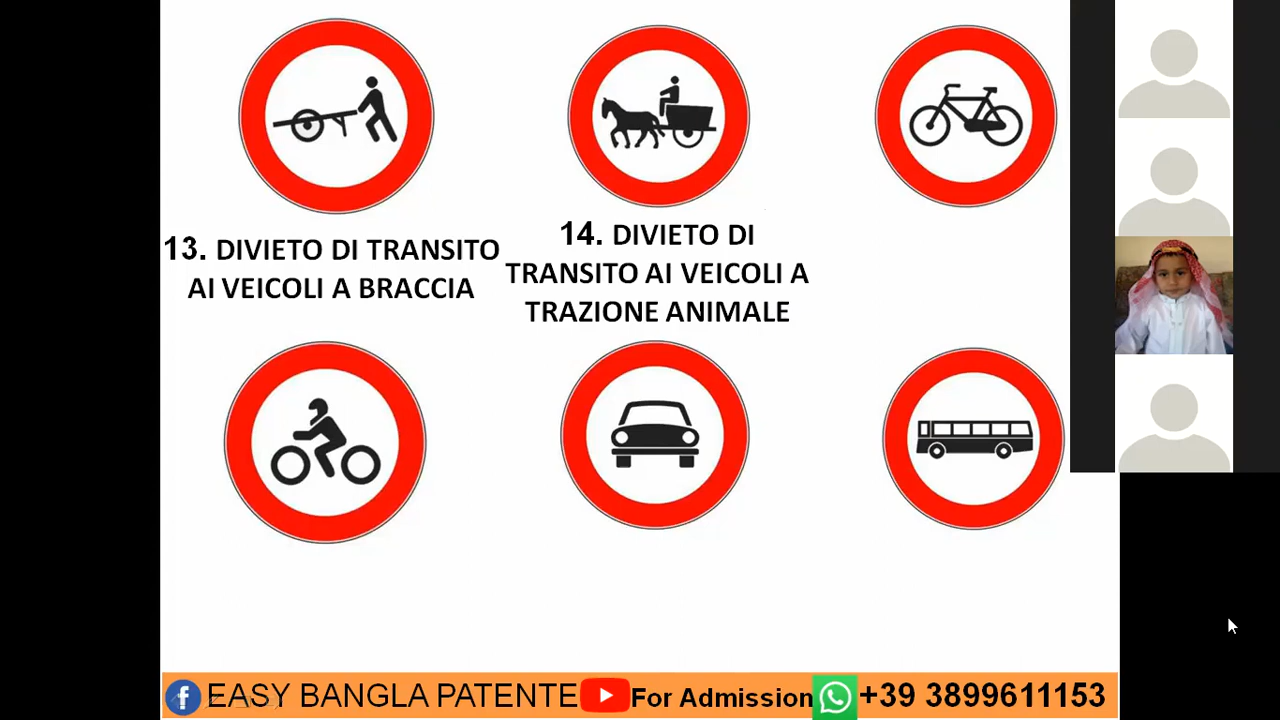 13. DIVIETO DI TRANSITO
AI VEICOLI A BRACCIA
14. DIVIETO DI
TRANSITO AI VEICOLI A
TRAZIONE ANIMALE
EASY BANGLA PATENTE For Admission +39 3899611153